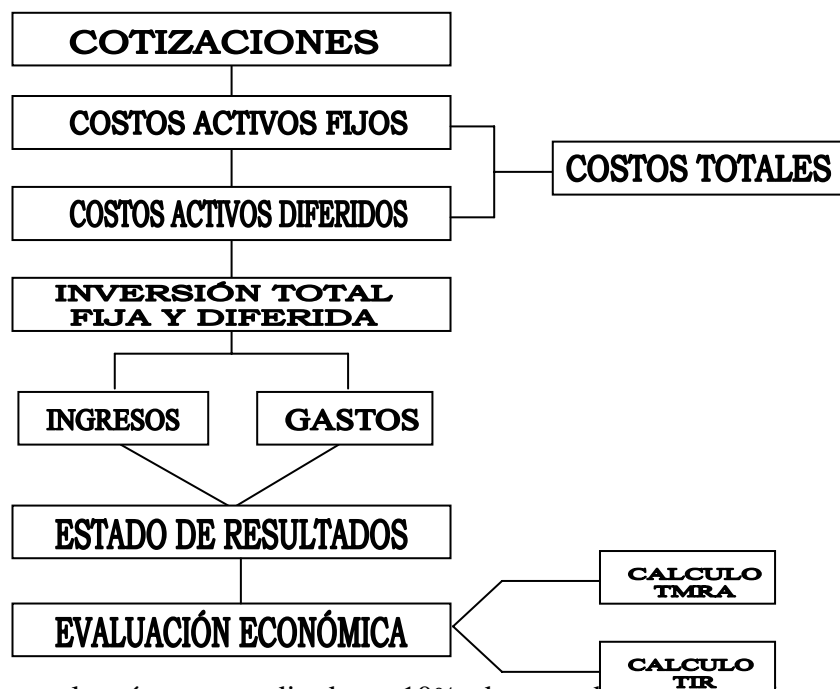 COTIZACIONES
COSTOS ACTIVOS FIJOS
COSTOS TOTALES
COSTOS ACTIVOS DIFERIDOS
INVERSIÓN TOTAL
FIJA Y DIFERIDA
INGRESOS
GASTOS
ESTADO DE RESULTADOS
EVALUACIÓN ECONÓMICA
CALCULO
TMRA
CALCULO
TIR
10%